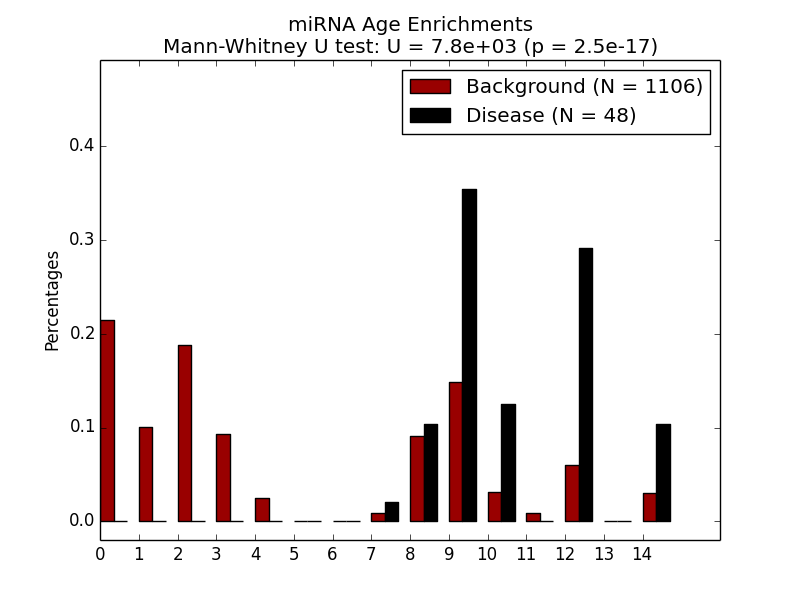 miRNA Age Enrichments
Mann-Whitney U test: U = 7.8e+03 (p = 2.5e-17)
Background (N = 1106)
Disease (N = 48)
Percentages
0.4
0.3
0.2
0.1
0.0
0 1 2 3 4 5 6 7 8 9 10 11 12 13 14